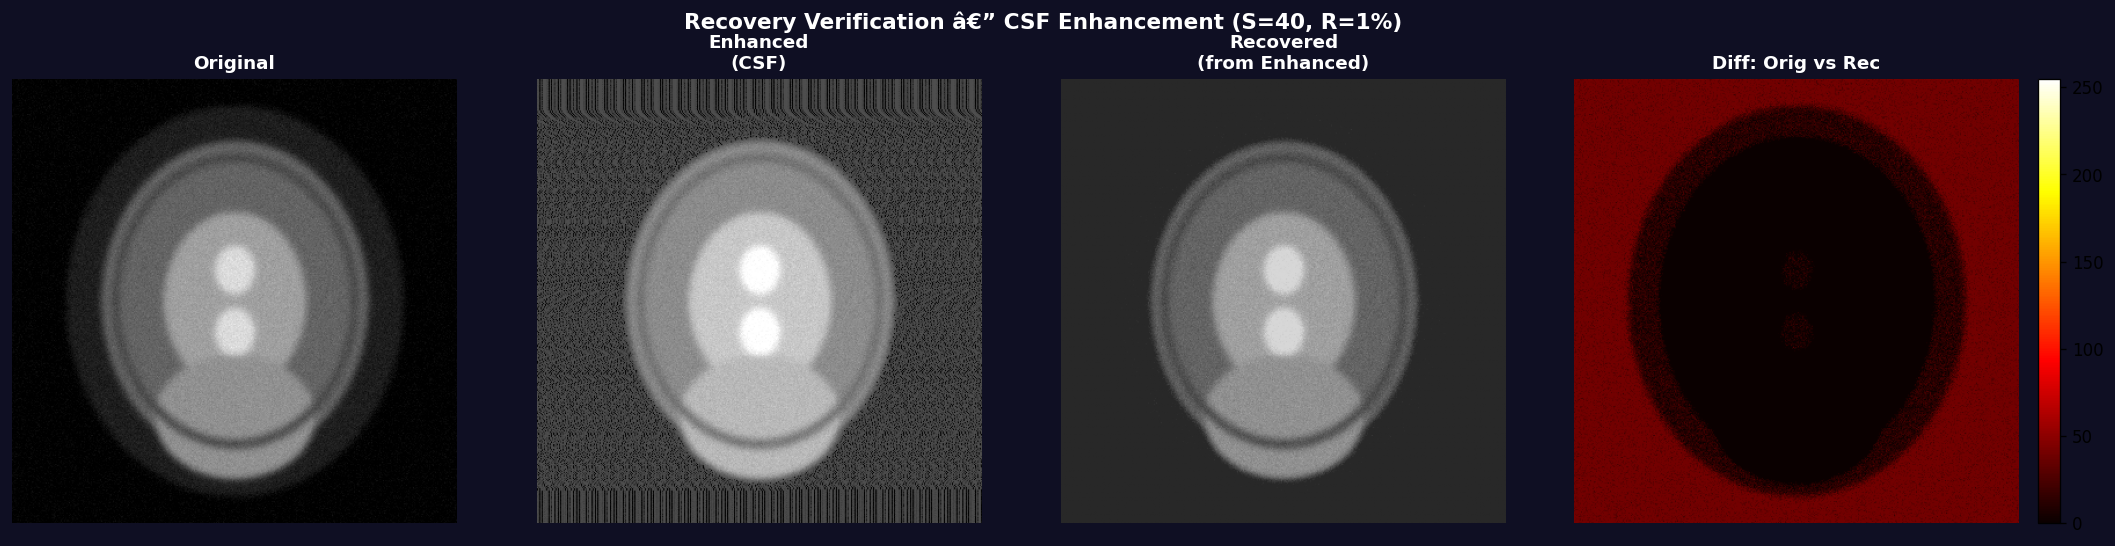 Recovery Verification â€” CSF Enhancement (S=40, R=1%)
Original
Enhanced
(CSF)
Recovered
(from Enhanced)
Diff: Orig vs Rec
250
200
150
100
50
0